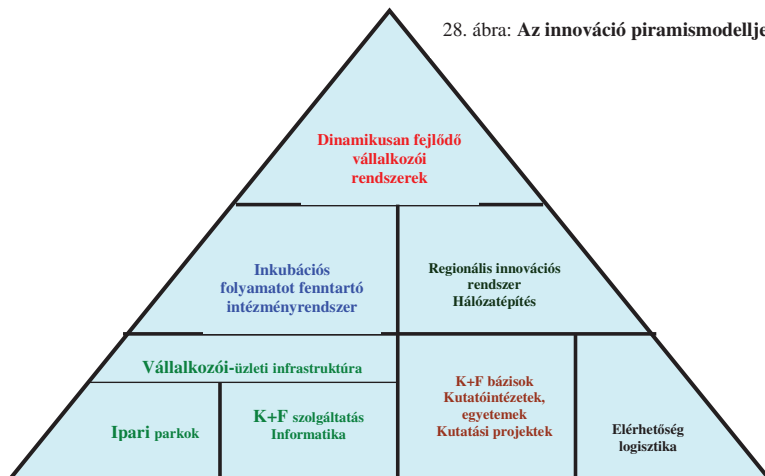 28. ábra: Az innováció piramismodellje
Dinamikusan fejlődő
vállalkozói
rendszerek
Inkubációs
folyamatot fenntartó
intézményrendszer
Regionális innovációs
rendszer
Hálózatépítés
Vállalkozói-üzleti infrastruktúra
Ipari parkok
K+F szolgáltatás
Informatika
K+F bázisok
Kutatóintézetek,
egyetemek
Kutatási projektek
Elérhetőség
logisztika